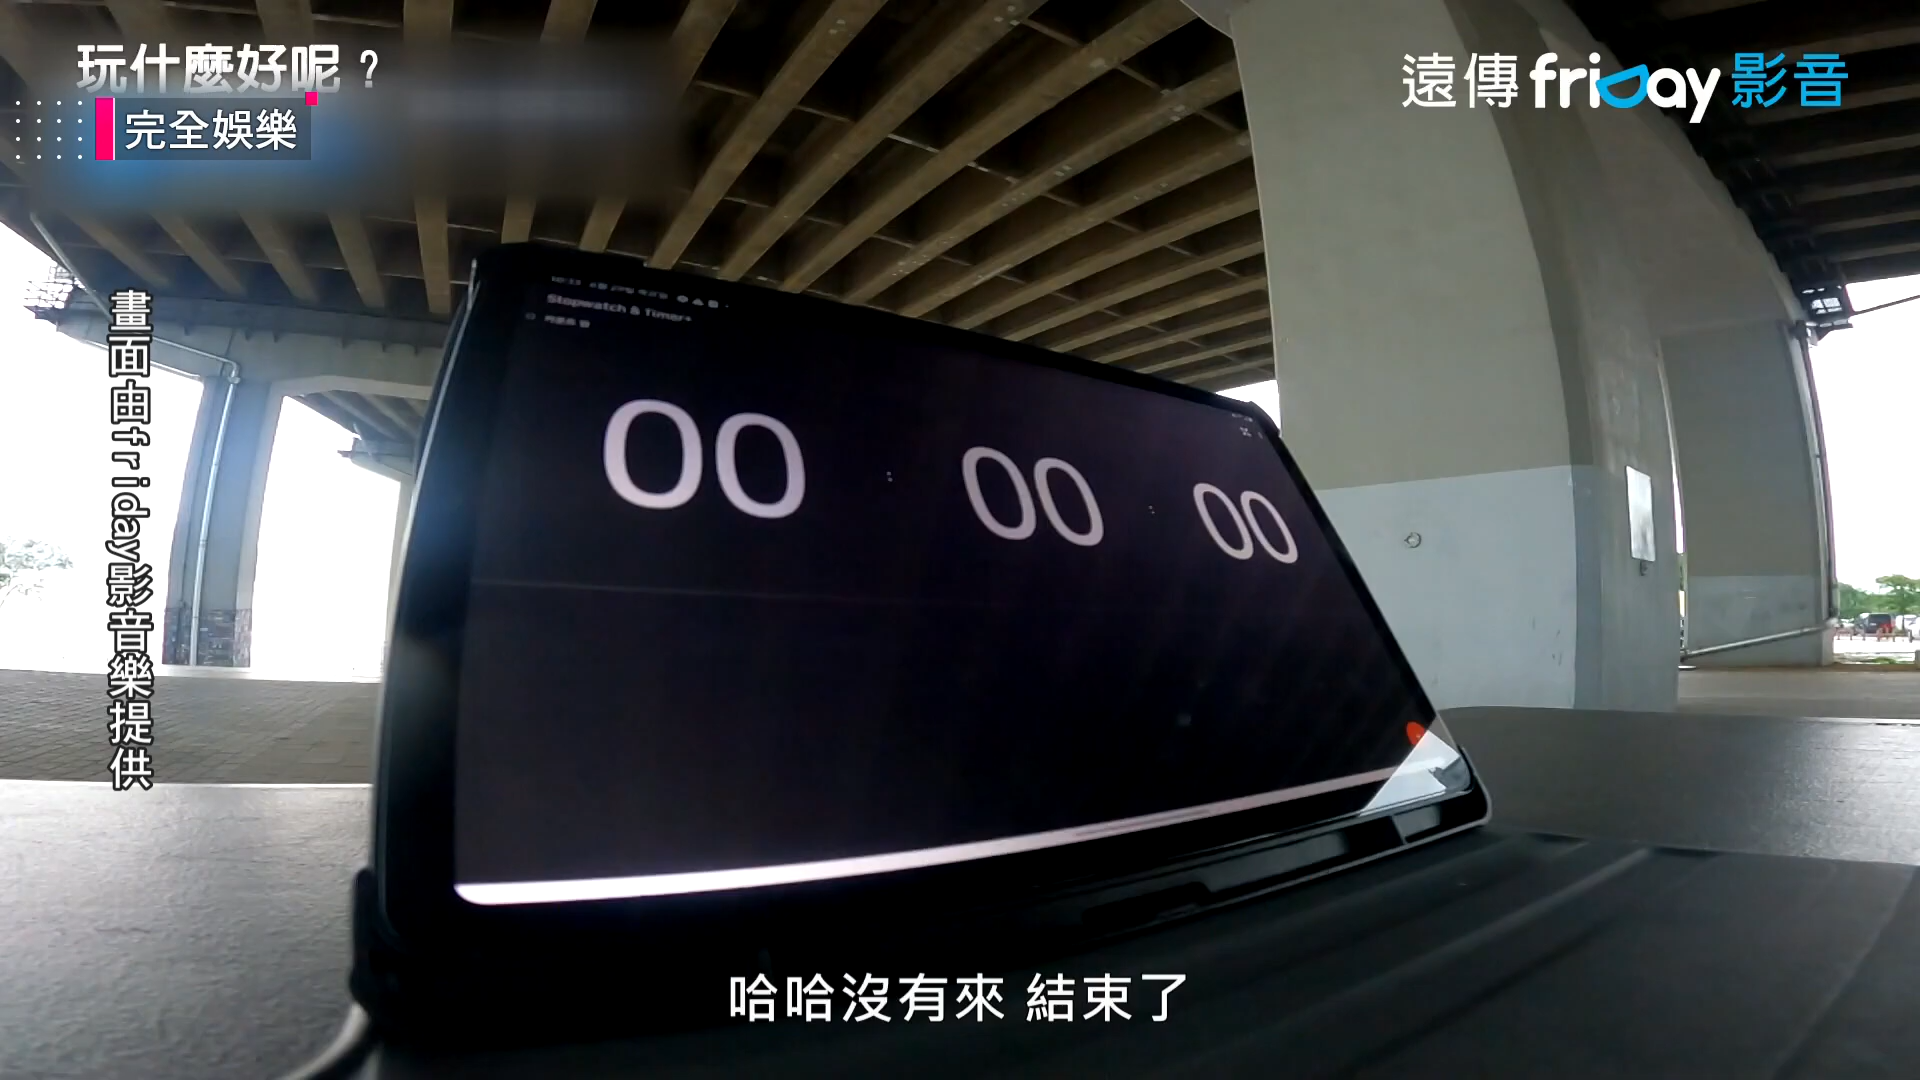 玩什麼好呢?
完全娛樂
遠傳friDay影音
畫面由friday影音樂提供
Stopwatch & Timer+
00 : 00 : 00
哈哈沒有來 結束了